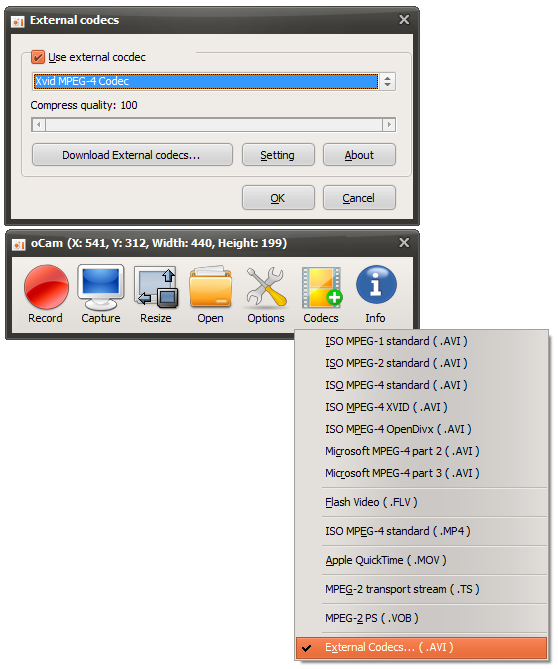 External codecs
Use external cocdec
Xvid MPEG-4 Codec
Compress quality: 100
Download External codecs... Setting About
OK Cancel
oCam (X: 541, Y: 312, Width: 440, Height: 199)
Record Capture Resize Open Options Codecs Info
ISO MPEG-1 standard ( .AVI )
ISO MPEG-2 standard ( .AVI )
ISO MPEG-4 standard ( .AVI )
ISO MPEG-4 XVID ( .AVI )
ISO MPEG-4 OpenDivx ( .AVI )
Microsoft MPEG-4 part 2 ( .AVI )
Microsoft MPEG-4 part 3 ( .AVI )
Flash Video ( .FLV )
ISO MPEG-4 standard ( .MP4 )
Apple QuickTime ( .MOV )
MPEG-2 transport stream ( .TS )
MPEG-2 PS ( .VOB )
External Codecs... ( .AVI )